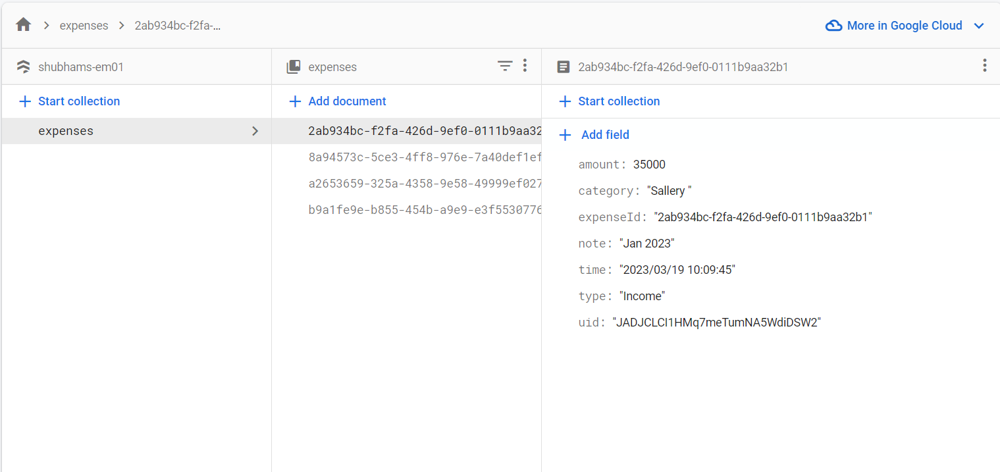 expenses 2ab934bc-f2fa-...
More in Google Cloud
shubhams-em01
Start collection
expenses
expenses
Add document
2ab934bc-f2fa-426d-9ef0-0111b9aa32
8a94573c-5ce3-4ff8-976e-7a40def1ef
a2653659-325a-4358-9e58-49999ef027
b9a1fe9e-b855-454b-a9e9-e3f5530776
2ab934bc-f2fa-426d-9ef0-0111b9aa32b1
Start collection
Add field
amount: 35000
category: "Sallery "
expenseId: "2ab934bc-f2fa-426d-9ef0-0111b9aa32b1"
note: "Jan 2023"
time: "2023/03/19 10:09:45"
type: "Income"
uid: "JADJCLCI1HMq7meTumNA5WdiDSW2"